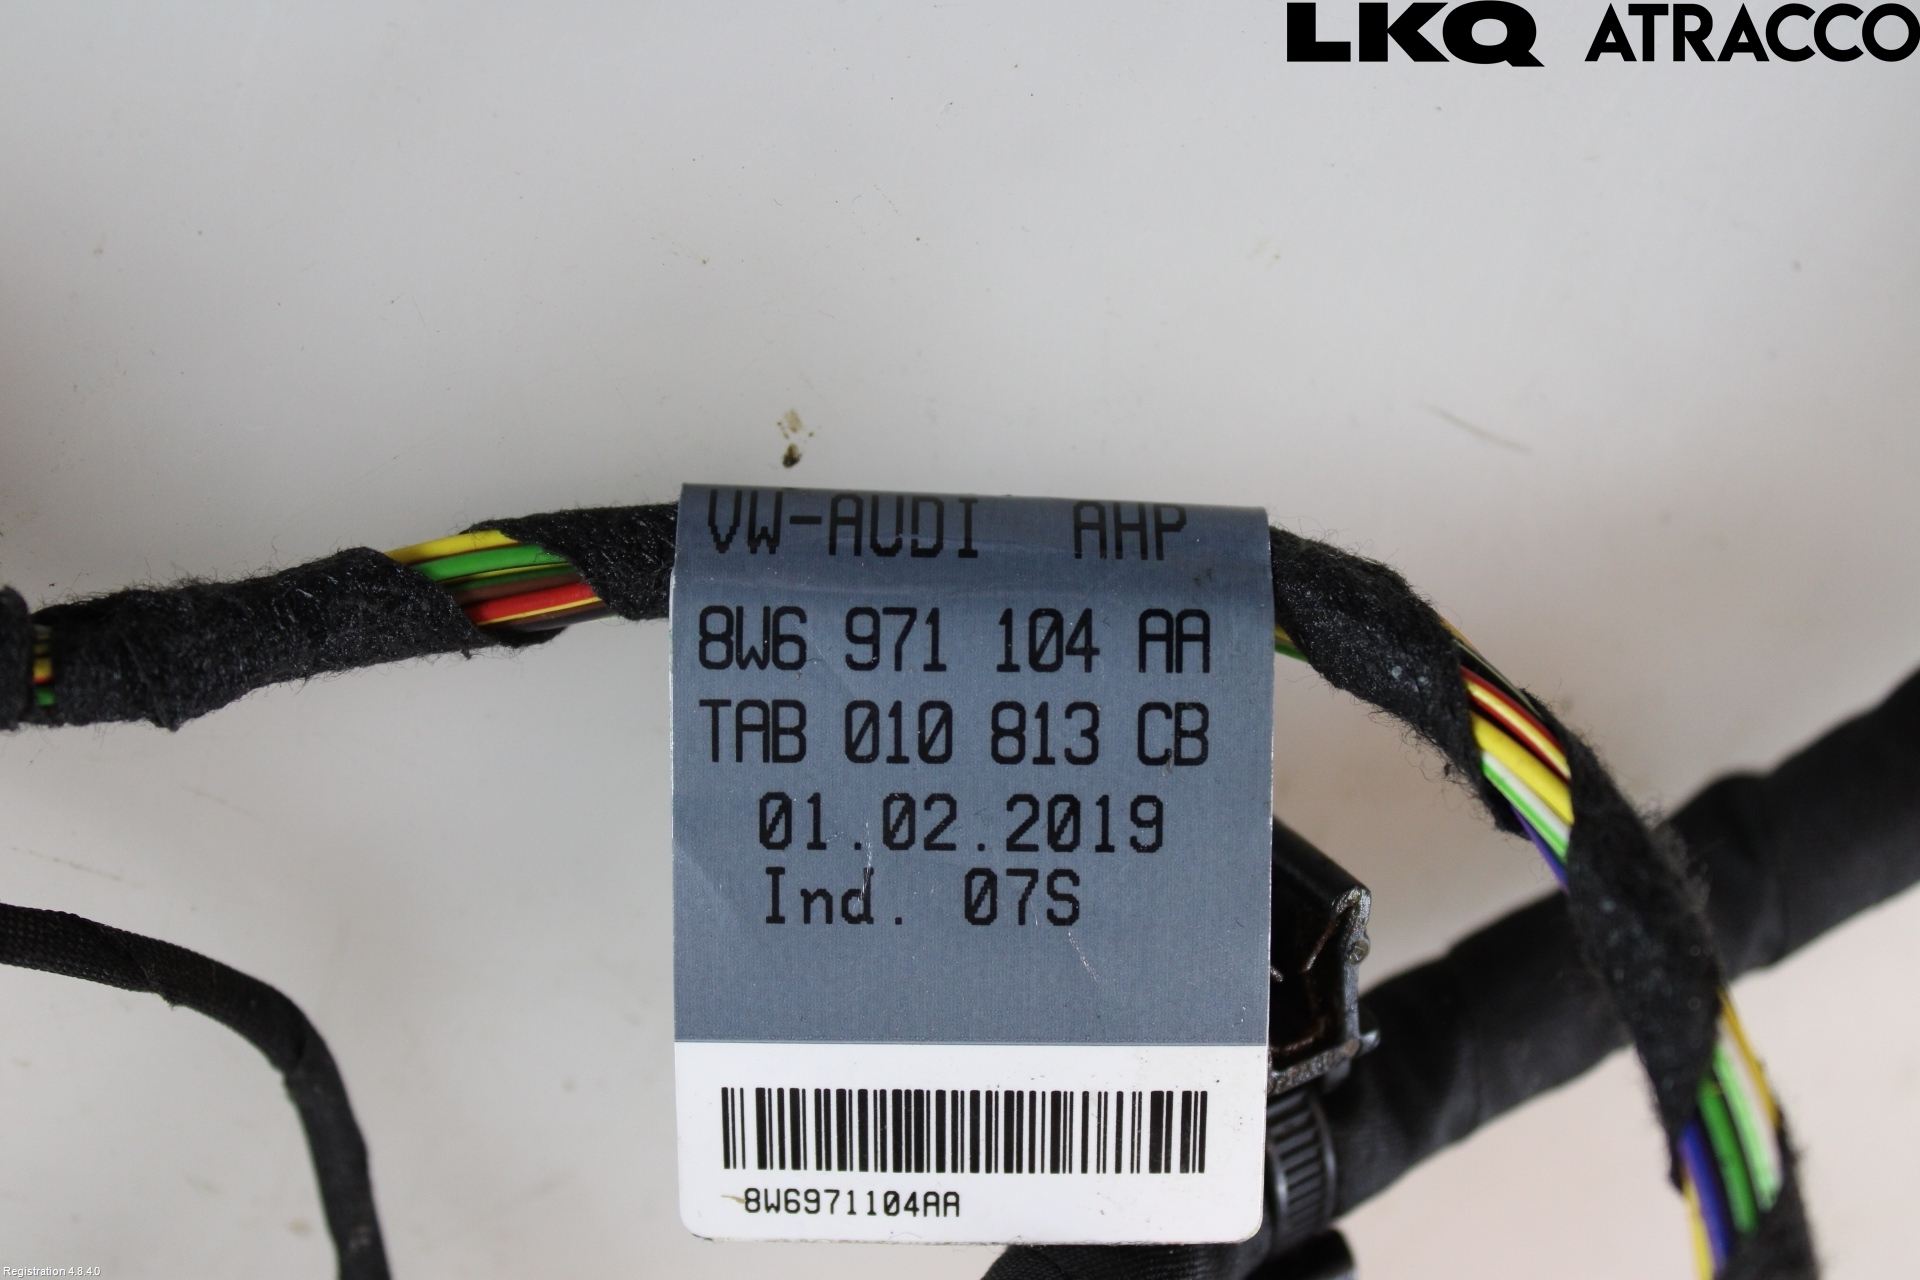 LKQ ATRACCO
VW-AUDI AHP
8W6 971 104 AA
TAB 010 813 CB
01.02.2019
Ind. 07S
8W6971104AA
Registration 4.8.4.0